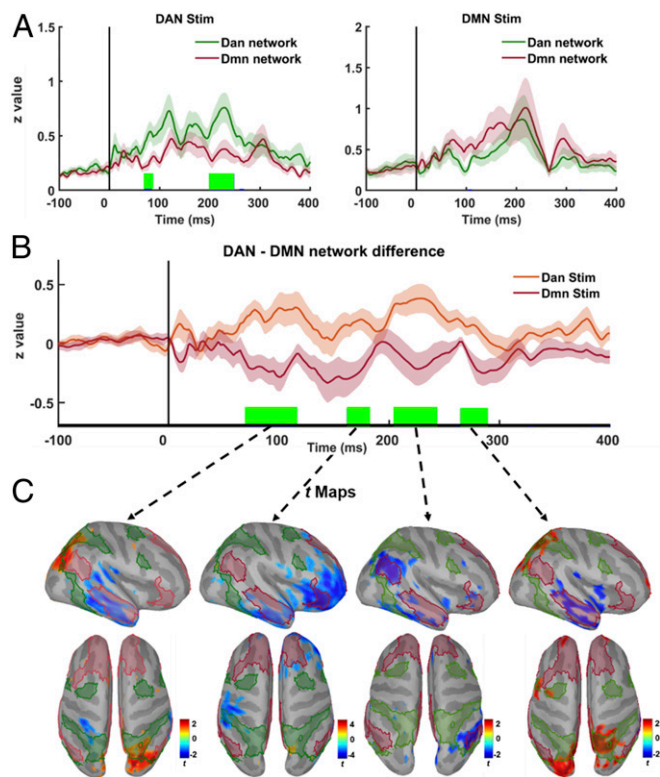 A
DAN Stim
DMN Stim
1.5
1
0.5
0
z value
Dan network
Dmn network
-100 0 100 200 300 400
Time (ms)
2
1.5
1
0.5
0
Dan network
Dmn network
-100 0 100 200 300 400
Time (ms)
B
DAN - DMN network difference
0.5
0
-0.5
z value
Dan Stim
Dmn Stim
-100 0 100 200 300 400
Time (ms)
C
t Maps
2
0
-2
t
4
2
0
-2
-4
t
2
0
-2
t
2
0
-2
t